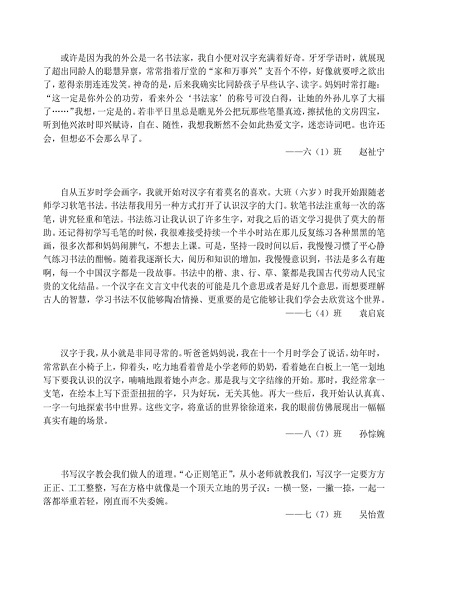 或许是因为我的外公是一名书法家，我自小便对汉字充满着好奇。牙牙学语时，就展现
了超出同龄人的聪慧异禀，常常指着厅堂的“家和万事兴”支吾个不停，好像就要呼之欲出
了，惹得亲朋连连发笑。神奇的是，后来我确实比同龄孩子早些认字、读字。妈妈时常打趣：
“这一定是你外公的功劳，看来外公‘书法家’的称号可没白得，让她的外孙儿享了大福
了……”我想，一定是的。若非平日里总是瞧见外公把玩那些笔墨真迹，擦拭他的文房四宝，
听到他兴浓时即兴赋诗，自在、随性，我想我断然不会如此热爱文字，迷恋诗词吧。也许还
会，但想必不会那么早了。
——六（1）班 赵祉宁
自从五岁时学会画字，我就开始对汉字有着莫名的喜欢。大班（六岁）时我开始跟随老
师学习软笔书法。书法帮我用另一种方式打开了认识汉字的大门。软笔书法注重每一次的落
笔，讲究轻重和笔法。书法练习让我认识了许多生字，对我之后的语文学习提供了莫大的帮
助。还记得初学写毛笔的时候，我很难接受持续一个半小时站在那儿反复练习各种黑黑的笔
画，很多次都和妈妈闹脾气，不想去上课。可是，坚持一段时间以后，我慢慢习惯了平心静
气练习书法的酣畅。随着我逐渐长大，阅历和知识的增加，我慢慢意识到，书法是多么有趣
啊，每一个中国汉字都是一段故事。书法中的楷、隶、行、草、篆都是我国古代劳动人民宝
贵的文化结晶。一个汉字在文言文中代表的可能是几个意思或者是好几个意思，而想要理解
古人的智慧，学习书法不仅能够陶冶情操、更重要的是它能够让我们学会去欣赏这个世界。
——七（4）班 袁启宸
汉字于我，从小就是非同寻常的。听爸爸妈妈说，我在十一个月时学会了说话。幼年时，
常常趴在小椅子上，仰着头，吃力地看着曾是小学老师的奶奶，看着她在白板上一笔一划地
写下要我认识的汉字，喃喃地跟着她小声念。那是我与文字结缘的开始。那时，我经常拿一
支笔，在绘本上写下歪歪扭扭的字，只为好玩，无关其他。再大一些后，我开始认认真真、
一字一句地探索书中世界。这些文字，将童话的世界徐徐道来，我的眼前仿佛展现出一幅幅
真实有趣的场景。
——八（7）班 孙悰婉
书写汉字教会我们做人的道理。“心正则笔正”，从小老师就教我们，写汉字一定要方方
正正、工工整整，写在方格中就像是一个顶天立地的男子汉：一横一竖，一撇一捺，一起一
落都举重若轻，刚直而不失委婉。
——七（7）班 吴怡萱